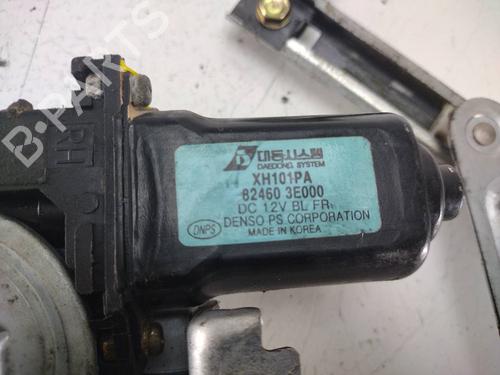 B-PARTS
RH
대동시스템
DAEDONG SYSTEM
XH101PA
82460 3E000
DC 12V BL FR
DNPS
DENSO PS CORPORATION
MADE IN KOREA